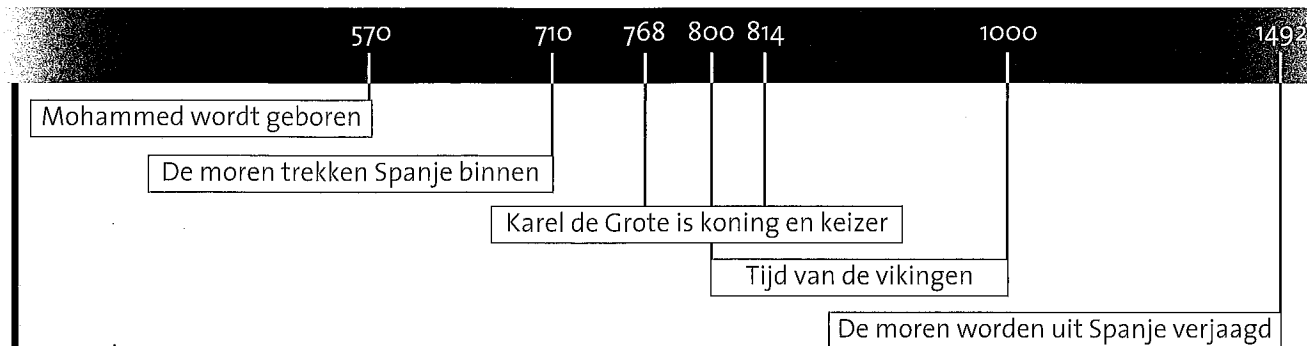 570 710 768 800 814 1000 1492
Mohammed wordt geboren
De moren trekken Spanje binnen
Karel de Grote is koning en keizer
Tijd van de vikingen
De moren worden uit Spanje verjaagd